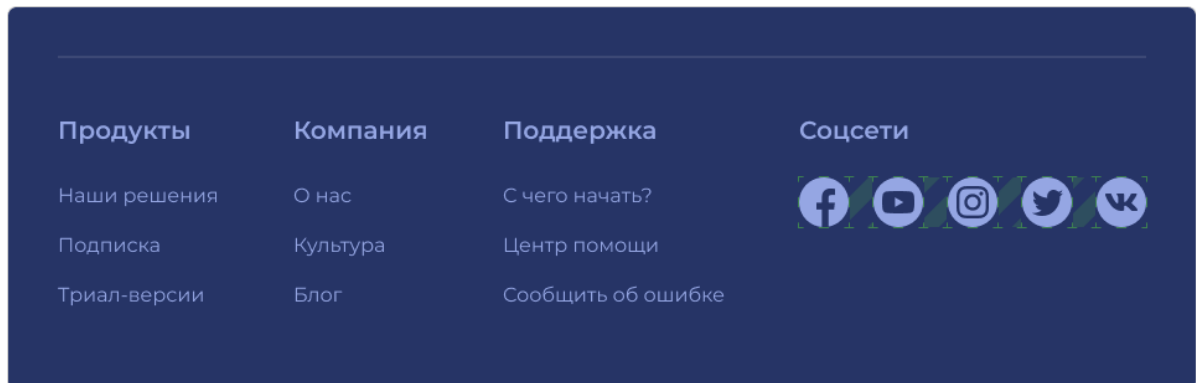 Продукты
Наши решения
Подписка
Триал-версии
Компания
О нас
Культура
Блог
Поддержка
С чего начать?
Центр помощи
Сообщить об ошибке
Соцсети